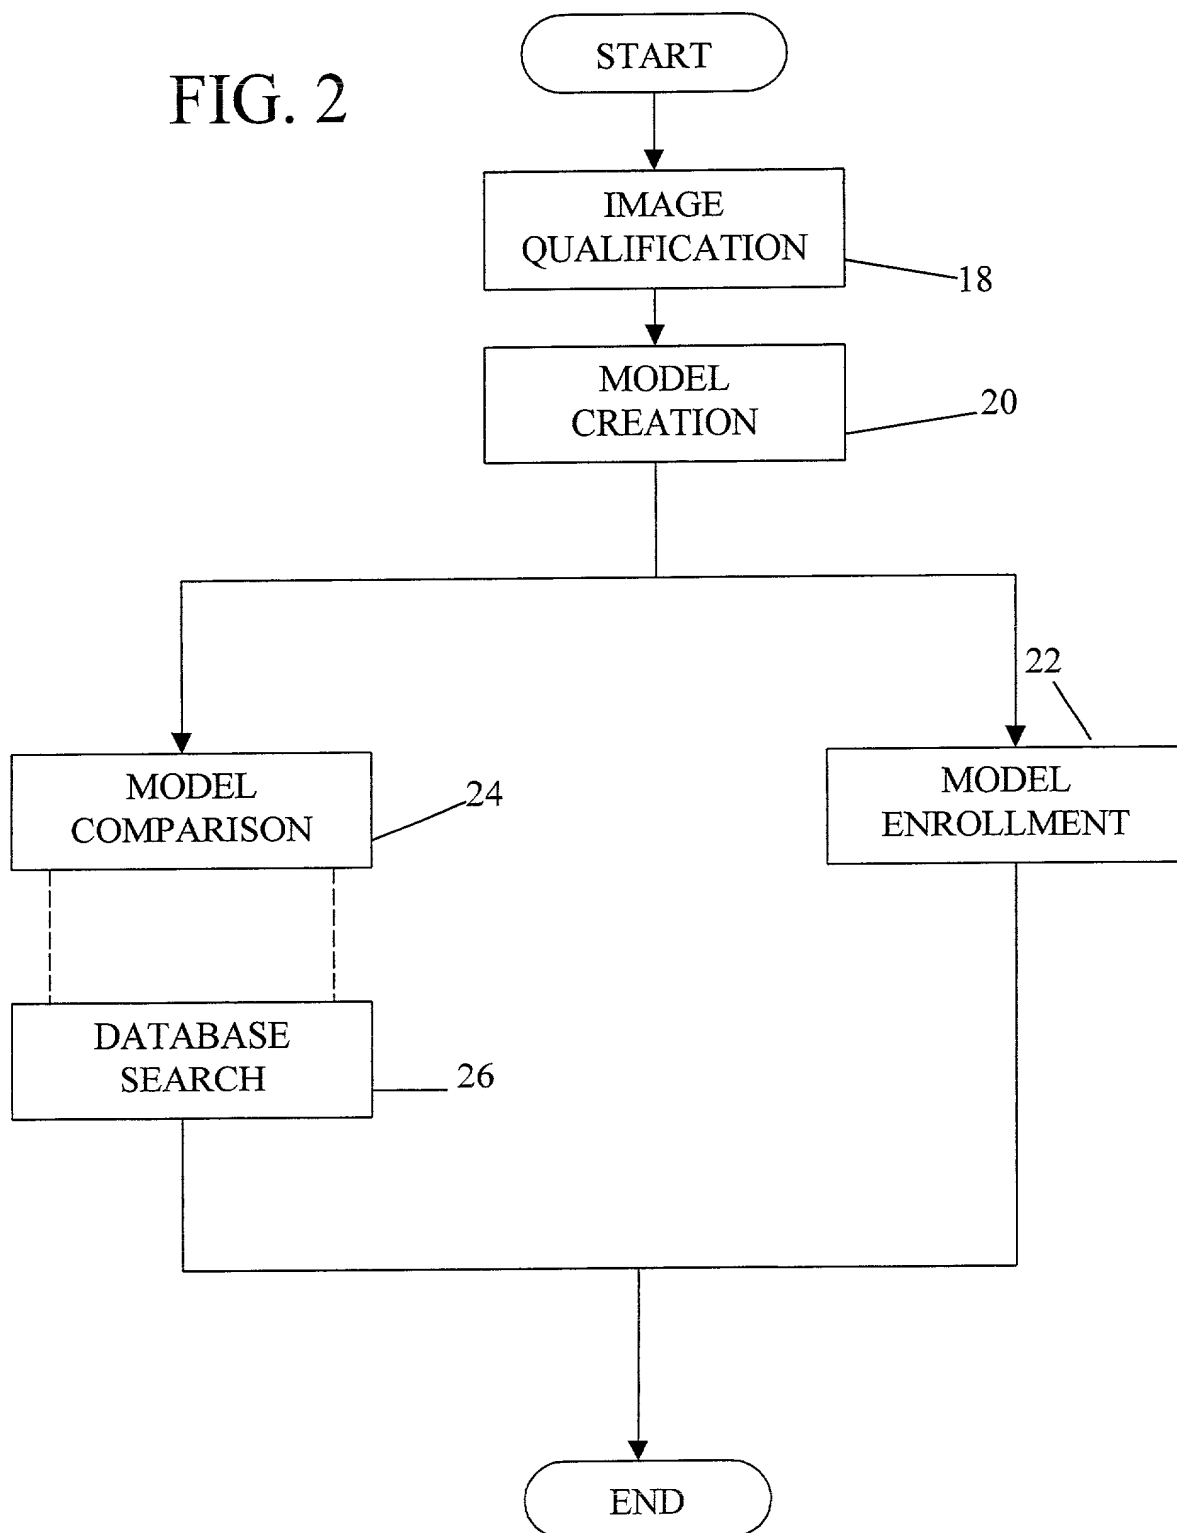 FIG. 2
START
IMAGE
QUALIFICATION
18
MODEL
CREATION
20
22
MODEL
COMPARISON
24
MODEL
ENROLLMENT
DATABASE
SEARCH
26
END